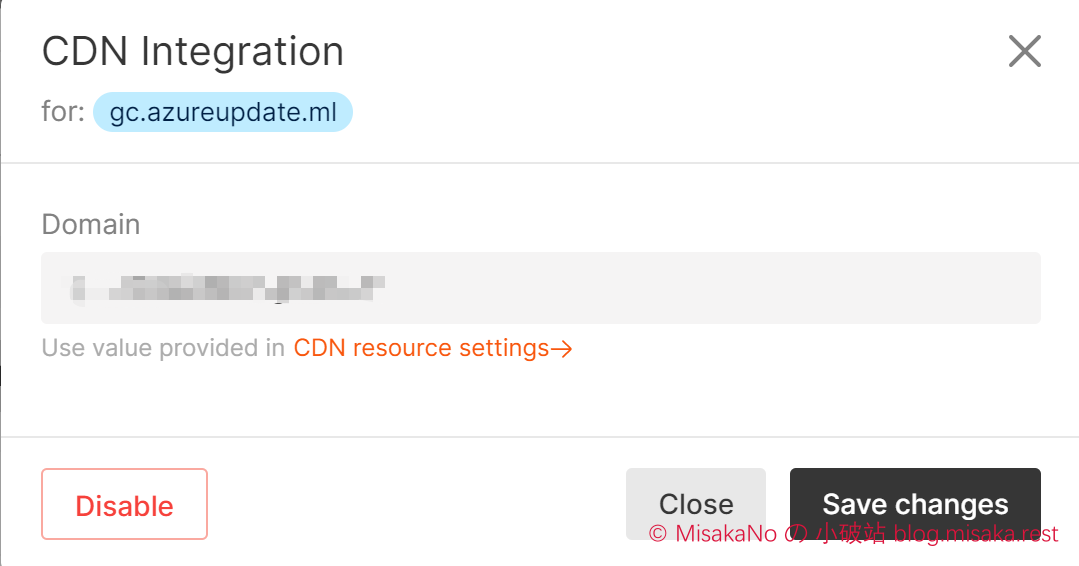 CDN Integration
for: gc.azureupdate.ml
Domain
Use value provided in CDN resource settings→
Disable
Close
Save changes
© MisakaNo の 小破站 blog.misaka.rest